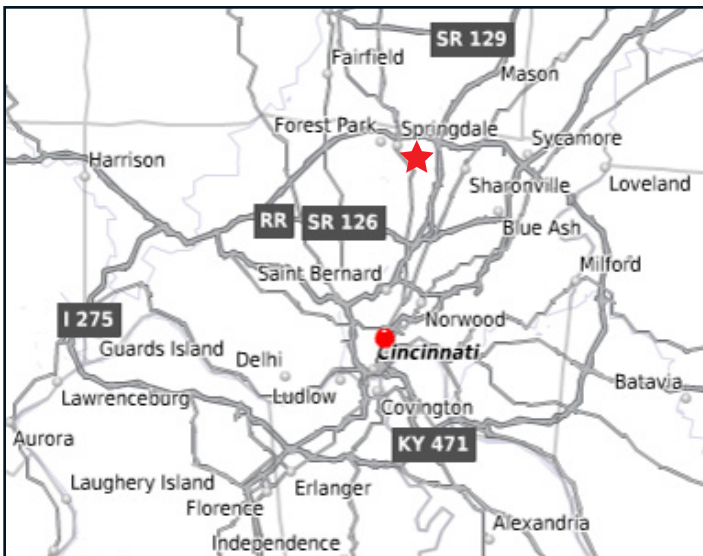 SR 129
Fairfield
Mason
Forest Park
Springdale
Sycamore
Harrison
Sharonville
Loveland
RR
SR 126
Blue Ash
Saint Bernard
Milford
I 275
Norwood
Guards Island
Delhi
Cincinnati
Batavia
Lawrenceburg
Ludlow
Covington
Aurora
KY 471
Laughery Island
Erlanger
Florence
Alexandria
Independence